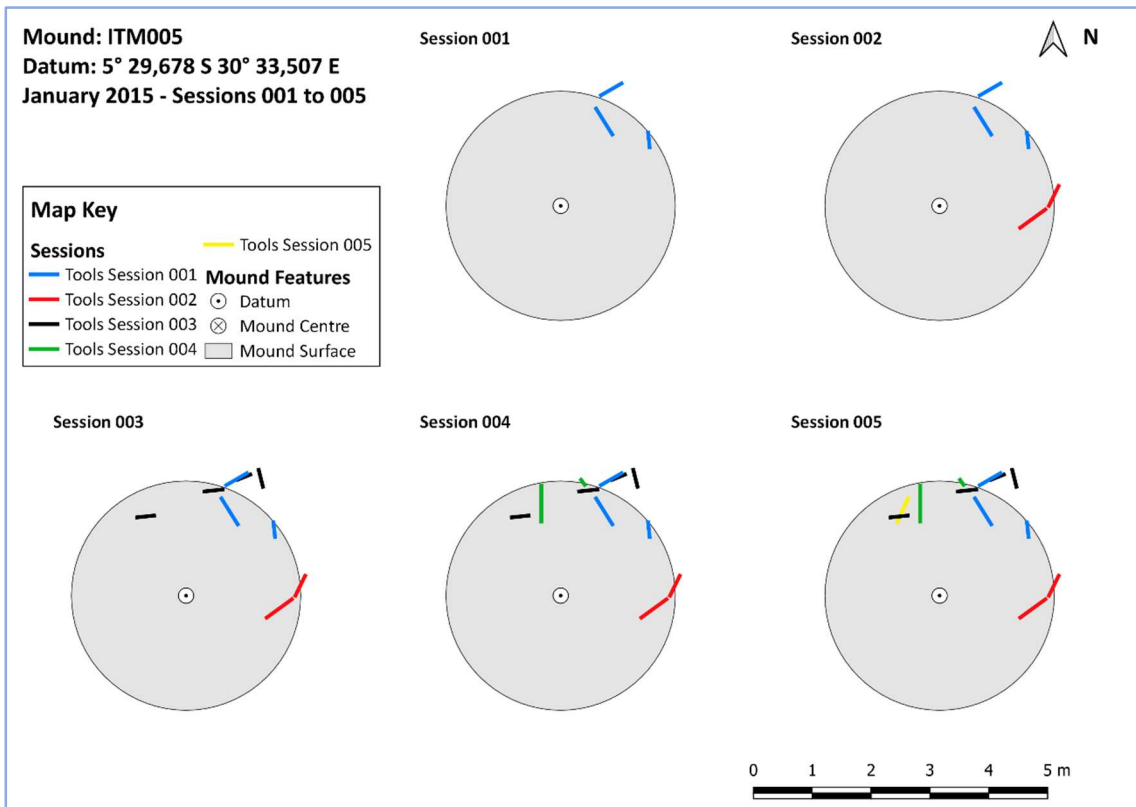 Mound: ITM005
Datum: 5° 29,678 S 30° 33,507 E
January 2015 - Sessions 001 to 005
Session 001
Session 002
N
Map Key
Sessions
Tools Session 001
Tools Session 002
Tools Session 003
Tools Session 004
Tools Session 005
Mound Features
Datum
Mound Centre
Mound Surface
Session 003
Session 004
Session 005
0 1 2 3 4 5 m